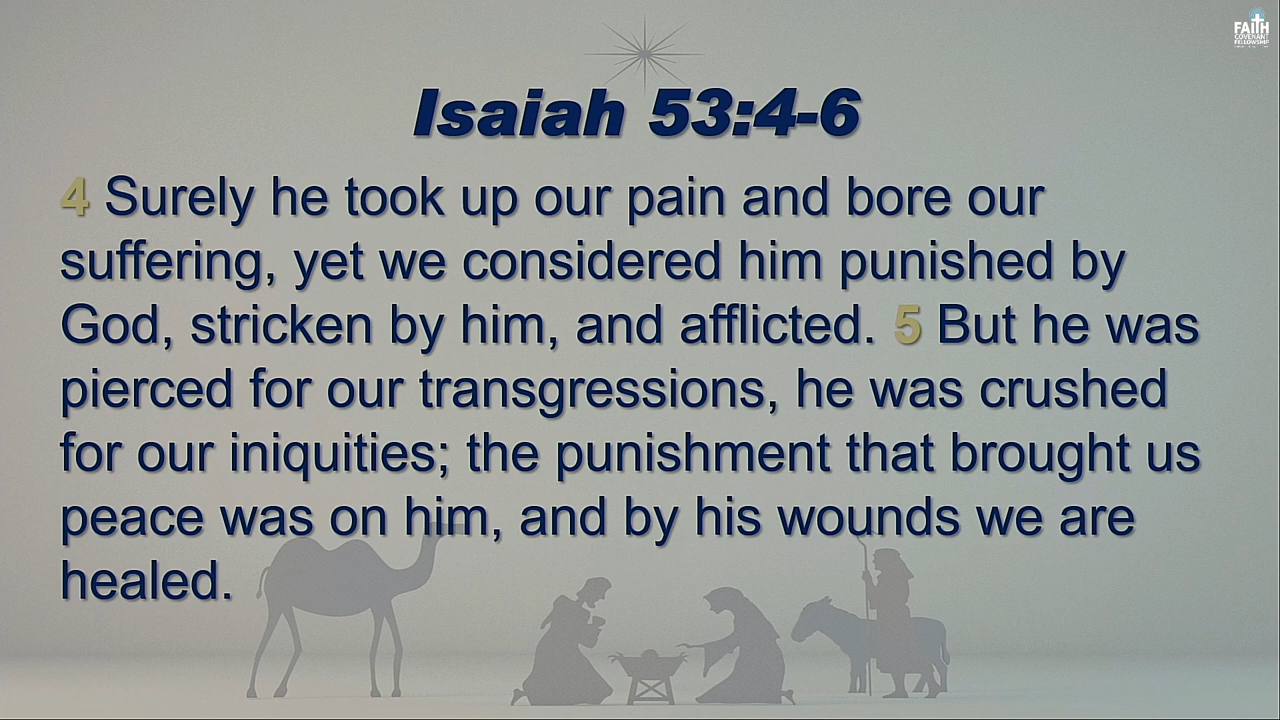 FAITH
COVENANT
FELLOWSHIP
Isaiah 53:4-6
4 Surely he took up our pain and bore our
suffering, yet we considered him punished by
God, stricken by him, and afflicted. 5 But he was
pierced for our transgressions, he was crushed
for our iniquities; the punishment that brought us
peace was on him, and by his wounds we are
healed.